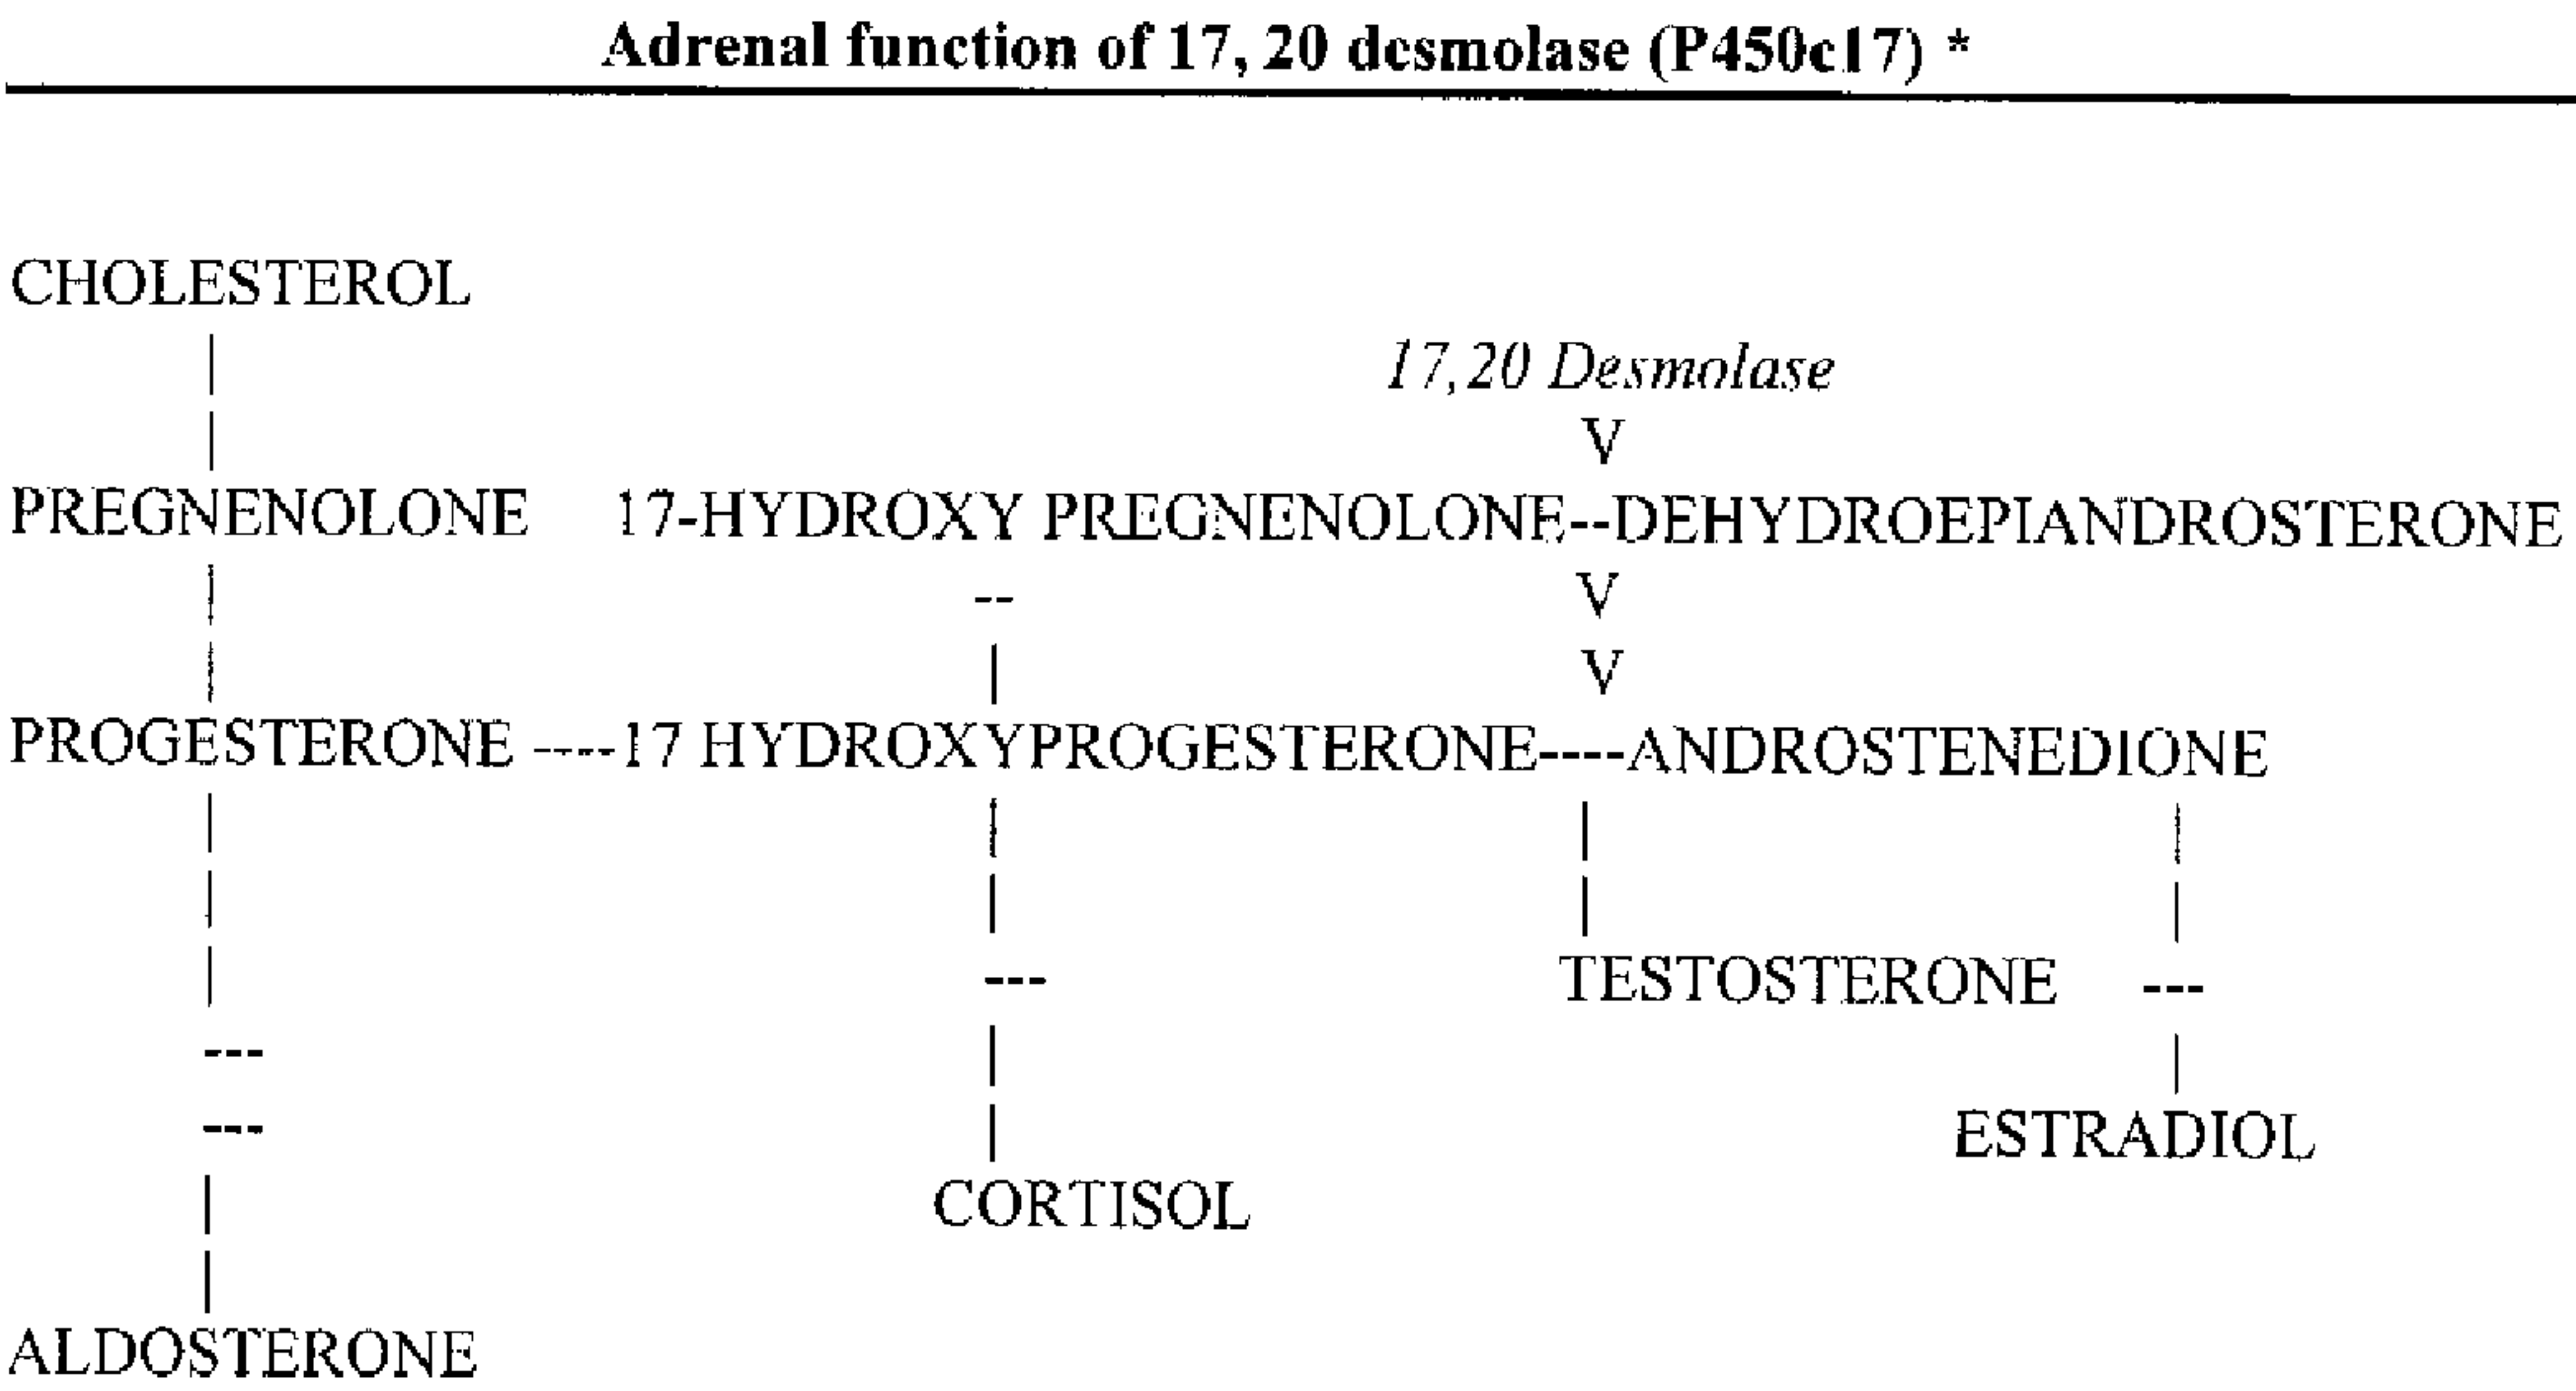 Adrenal function of 17, 20 desmolase (P450c17) *
CHOLESTEROL
17,20 Desmolase
V
PREGNENOLONE 17-HYDROXY PREGNENOLONE--DEHYDROEPIANDROSTERONE
V
--
V
PROGESTERONE ----17 HYDROXYPROGESTERONE----ANDROSTENEDIONE
TESTOSTERONE ---
---
---
---
ESTRADIOL
CORTISOL
ALDOSTERONE